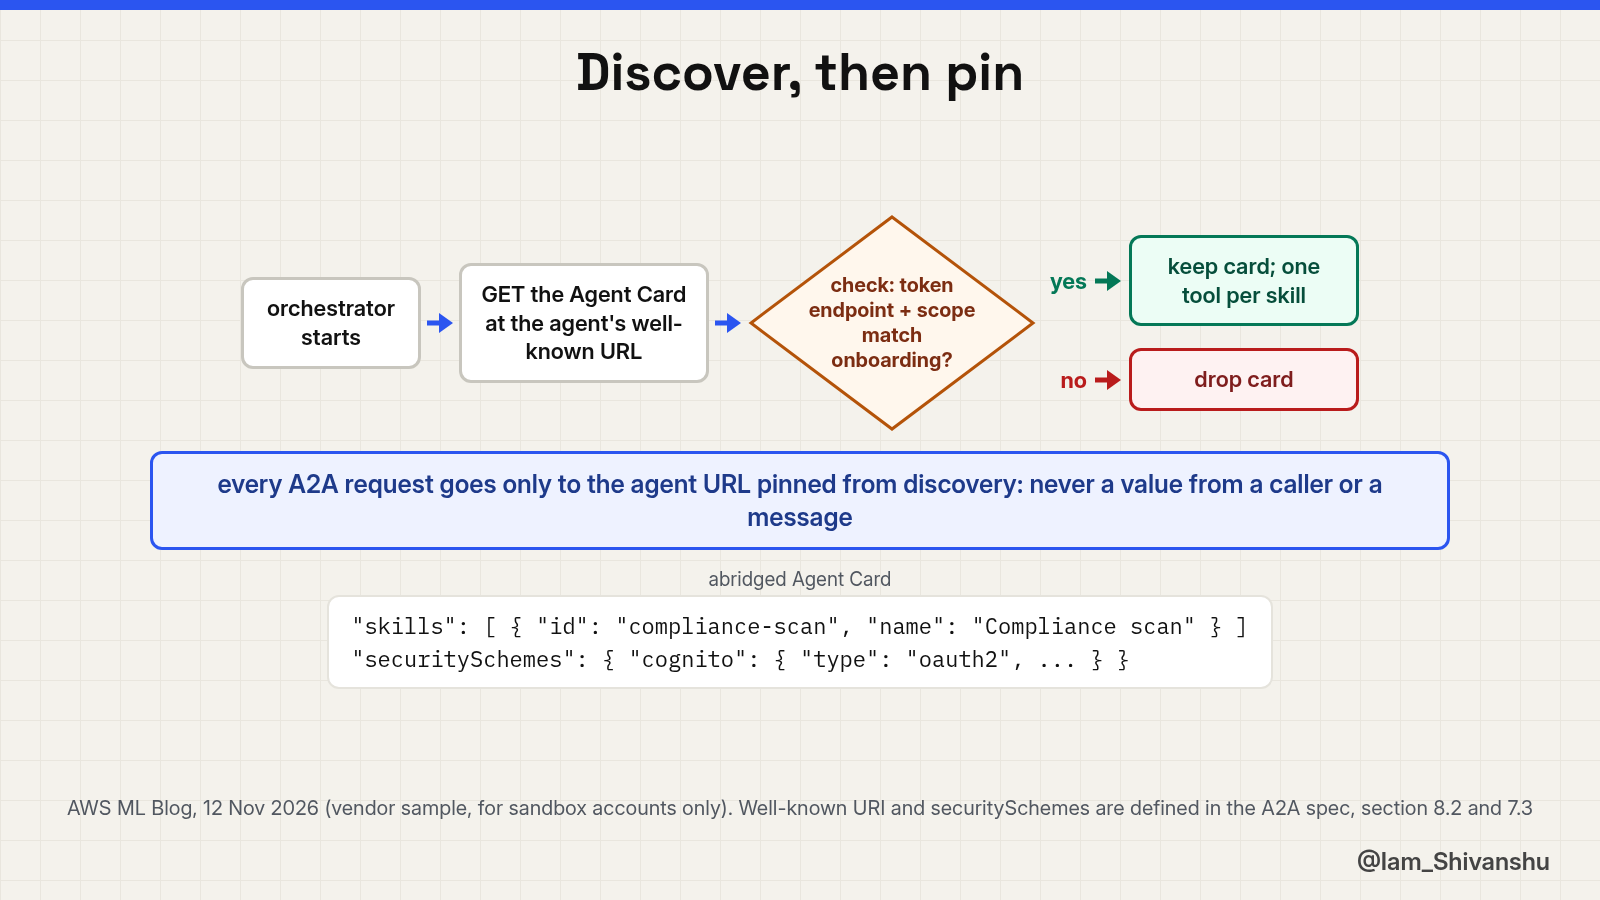 Discover, then pin
orchestrator
starts
GET the Agent Card
at the agent's well-
known URL
check: token
endpoint + scope
match
onboarding?
yes
keep card; one
tool per skill
no
drop card
every A2A request goes only to the agent URL pinned from discovery: never a value from a caller or a
message
abridged Agent Card
"skills": [ { "id": "compliance-scan", "name": "Compliance scan" } ]
"securitySchemes": { "cognito": { "type": "oauth2", ... } }
AWS ML Blog, 12 Nov 2026 (vendor sample, for sandbox accounts only). Well-known URI and securitySchemes are defined in the A2A spec, section 8.2 and 7.3
@Iam_Shivanshu